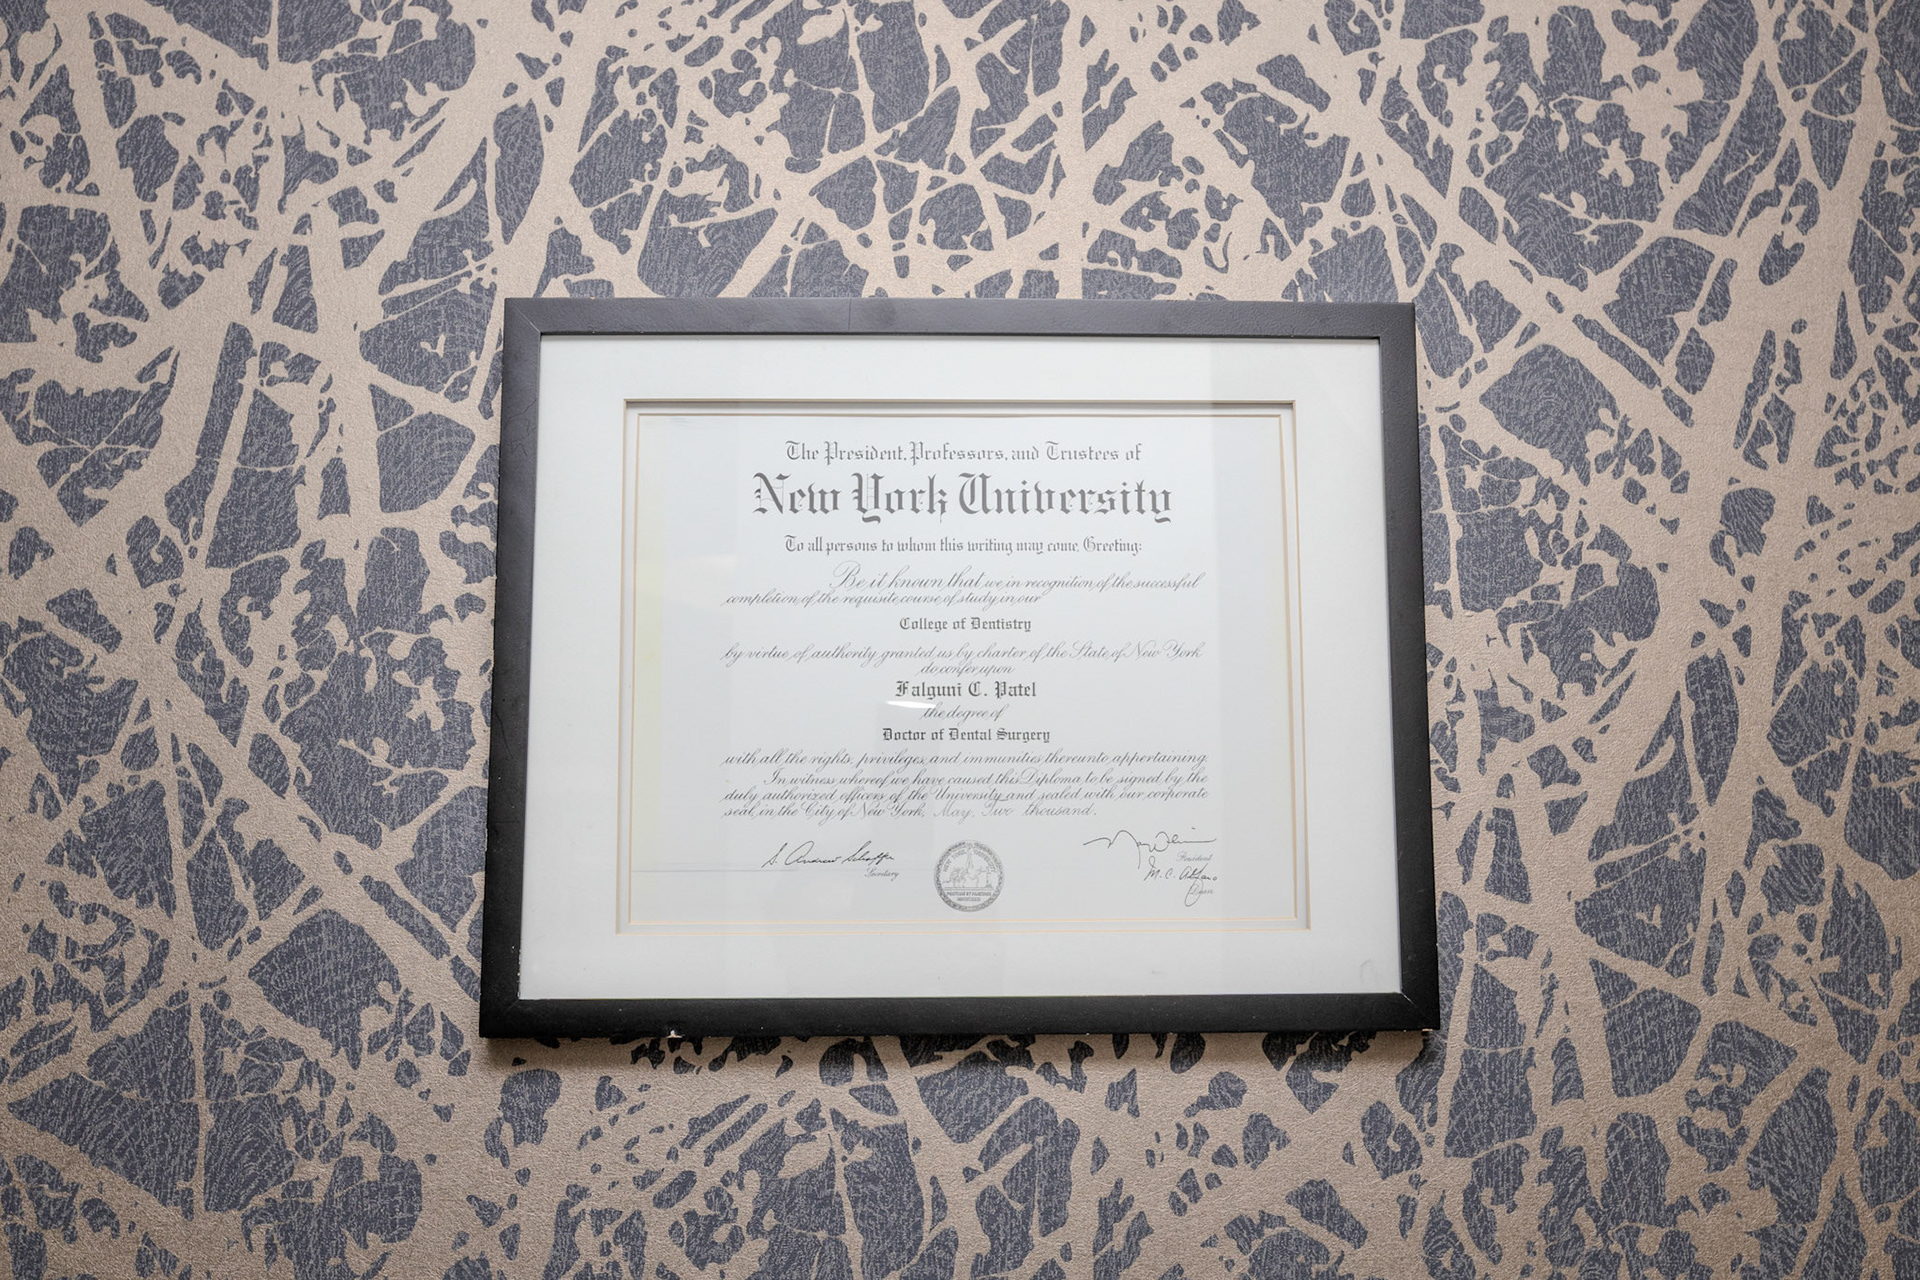 The President, Professors, and Trustees of
New York University
To all persons to whom this writing may come, Greeting:
Be it known that we in recognition of the successful
completion of the requisite course of study in our
College of Dentistry
by virtue of authority granted us by charter of the State of New York
do confer upon
Falguni C. Patel
the degree of
Doctor of Dental Surgery
with all the rights, privileges, and immunities thereunto appertaining.
In witness whereof we have caused this Diploma to be signed by the
duly authorized officers of the University and sealed with our corporate
seal, in the City of New York, May, Two thousand.
S. Andrew Schaffer
Secretary
President
M. C.
Dean